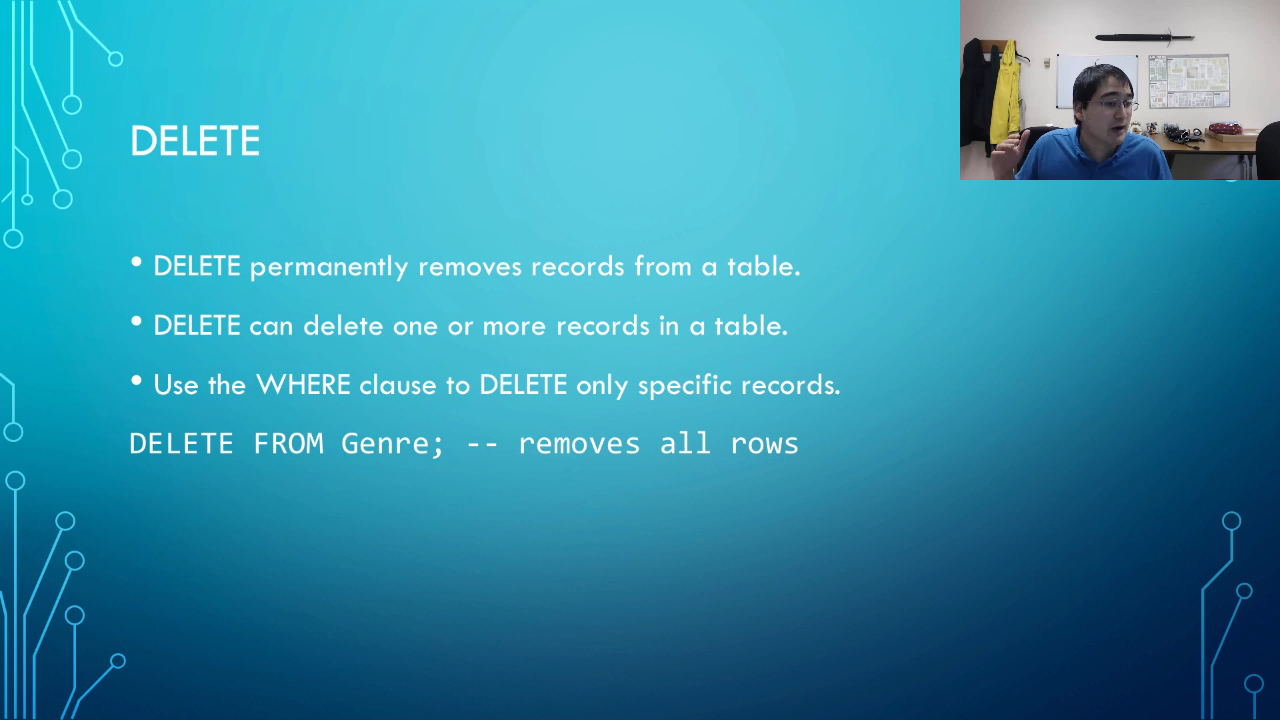 DELETE
• DELETE permanently removes records from a table.
• DELETE can delete one or more records in a table.
• Use the WHERE clause to DELETE only specific records.
DELETE FROM Genre; -- removes all rows